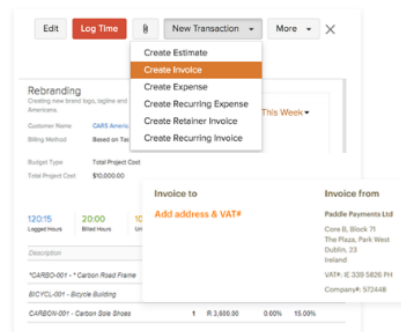 Edit
Log Time
New Transaction
More
Create Estimate
Create Invoice
Create Expense
Create Recurring Expense
Create Retainer Invoice
Create Recurring Invoice
Rebranding
Creating new brand logo, tagline and
Americans.
This Week
Customer Name CARS Americ
Billing Method Based on Tas
Budget Type Total Project Cost
Total Project Cost $10,000.00
120:15
Logged Hours
20:00
Billed Hours
10
Un
Description
*CARBO-001 - * Carbon Road Frame
BICYCL-001 - Bicycle Building
CARBON-001 - Carbon Sole Shoes 1 R 3,600.00 0.00% 15.00%
Invoice to
Add address & VAT#
Invoice from
Paddle Payments Ltd
Core B, Block 71
The Plaza, Park West
Dublin, 23
Ireland
VAT#: IE 339 5826 PH
Company#: 572448